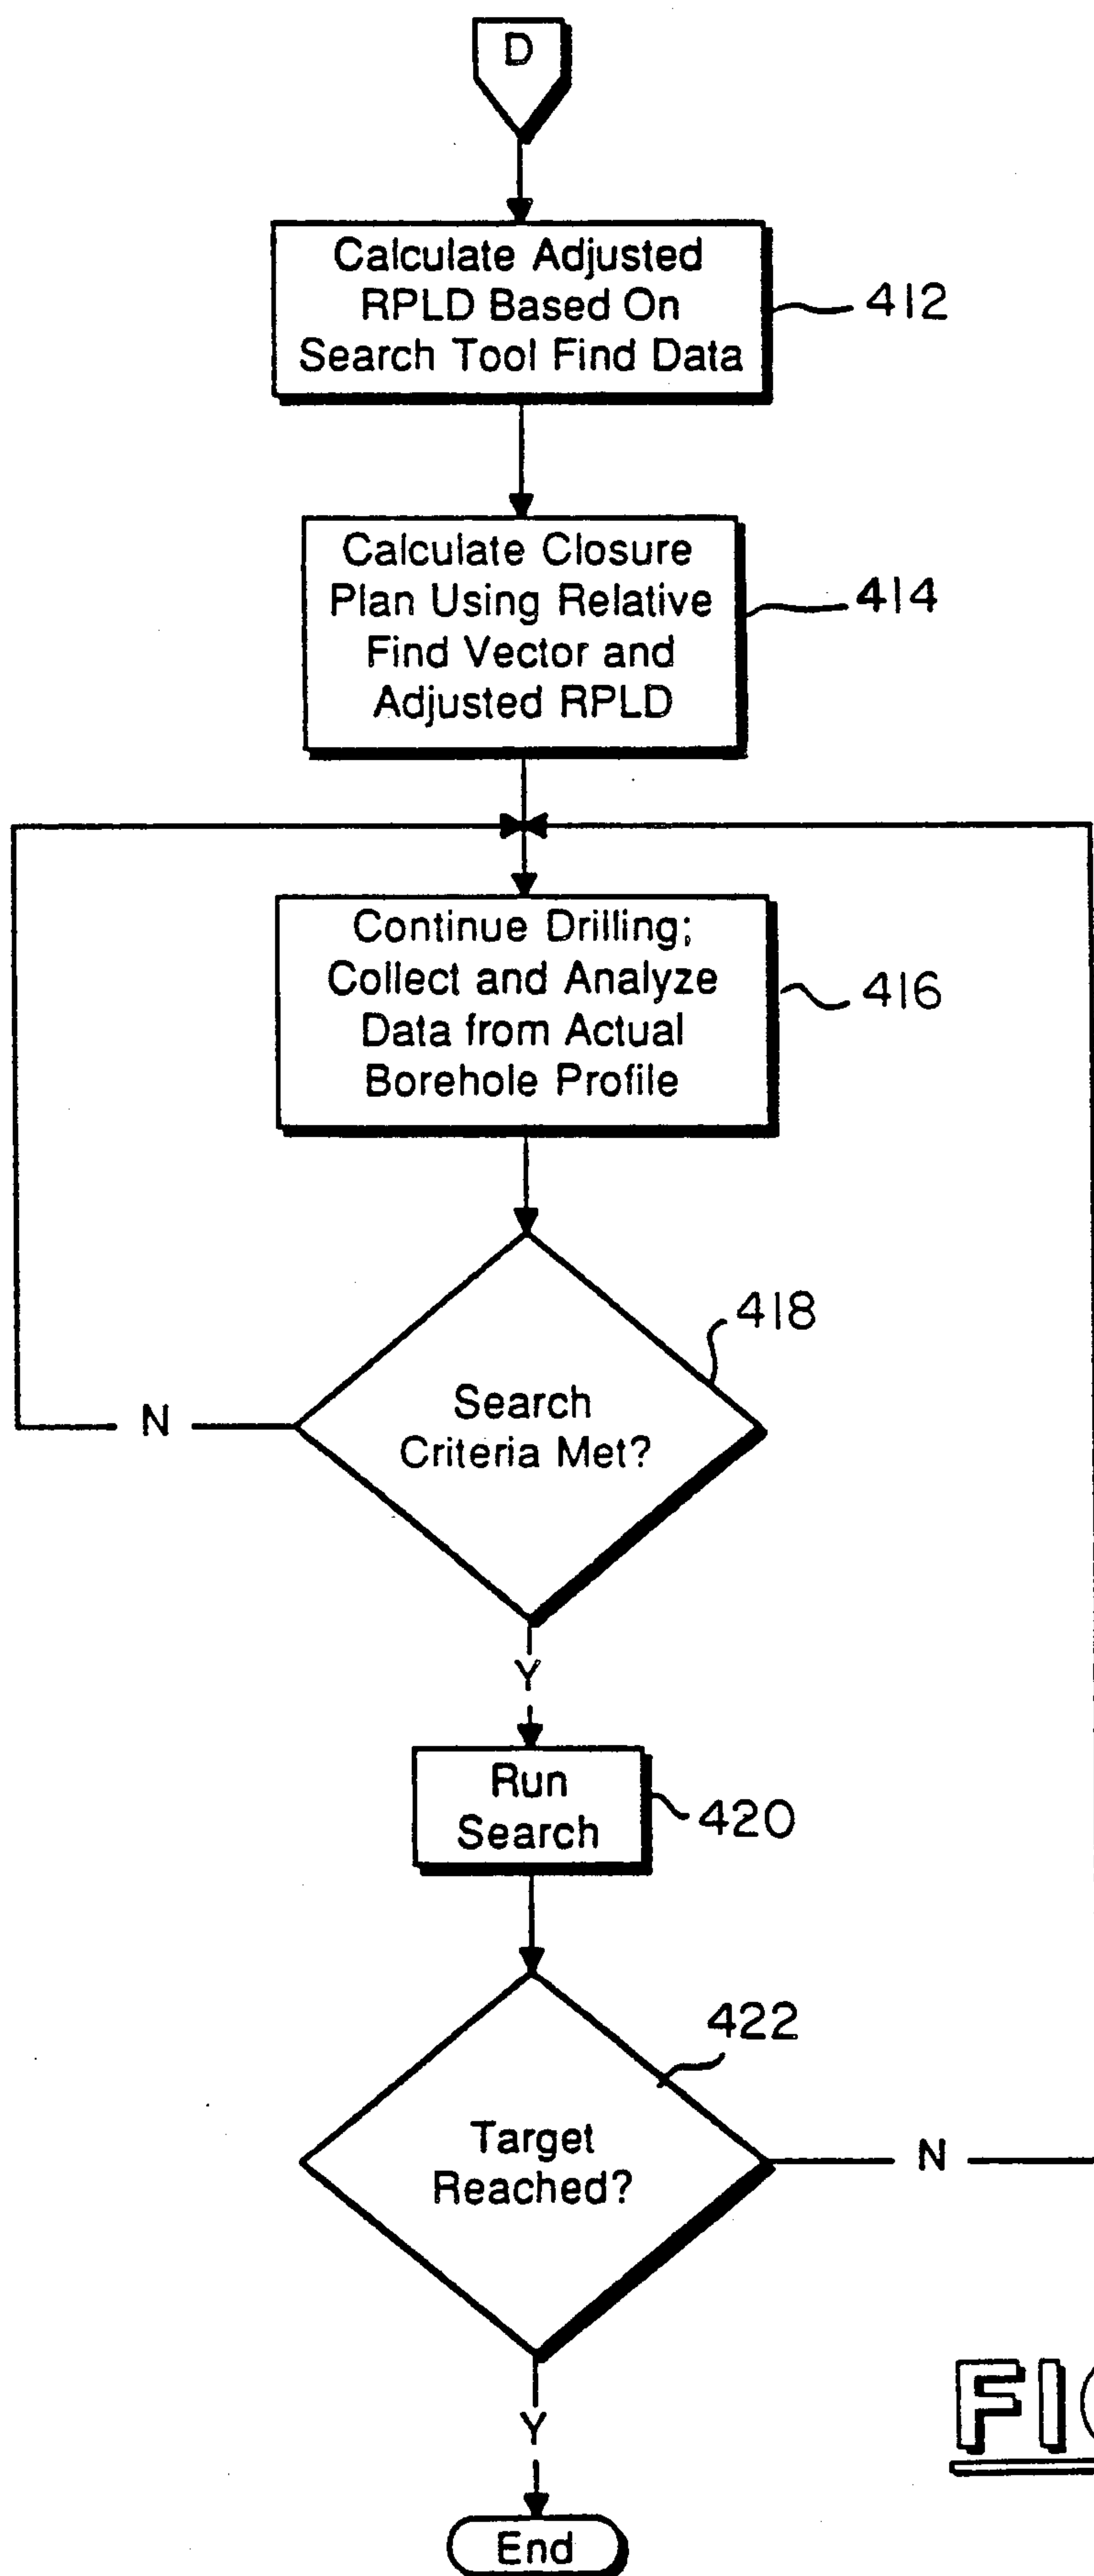 D
Calculate Adjusted
RPLD Based On
Search Tool Find Data
412
Calculate Closure
Plan Using Relative
Find Vector and
Adjusted RPLD
414
Continue Drilling;
Collect and Analyze
Data from Actual
Borehole Profile
416
418
Search
Criteria Met?
N
Y
Run
Search
420
422
Target
Reached?
N
Y
End